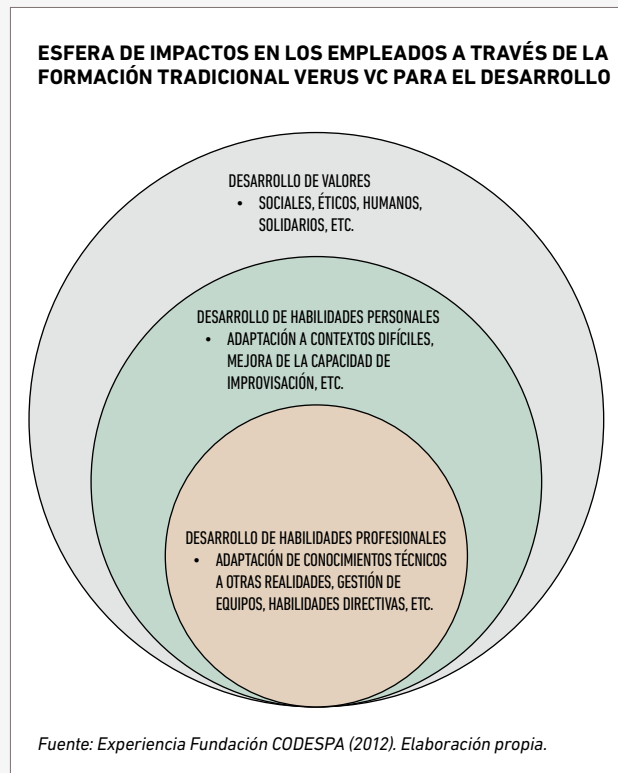 ESFERA DE IMPACTOS EN LOS EMPLEADOS A TRAVÉS DE LA
FORMACIÓN TRADICIONAL VERUS VC PARA EL DESARROLLO
DESARROLLO DE VALORES
• SOCIALES, ÉTICOS, HUMANOS,
SOLIDARIOS, ETC.
DESARROLLO DE HABILIDADES PERSONALES
• ADAPTACIÓN A CONTEXTOS DIFÍCILES,
MEJORA DE LA CAPACIDAD DE
IMPROVISACIÓN, ETC.
DESARROLLO DE HABILIDADES PROFESIONALES
• ADAPTACIÓN DE CONOCIMIENTOS TÉCNICOS
A OTRAS REALIDADES, GESTIÓN DE
EQUIPOS, HABILIDADES DIRECTIVAS, ETC.
Fuente: Experiencia Fundación CODESPA (2012). Elaboración propia.